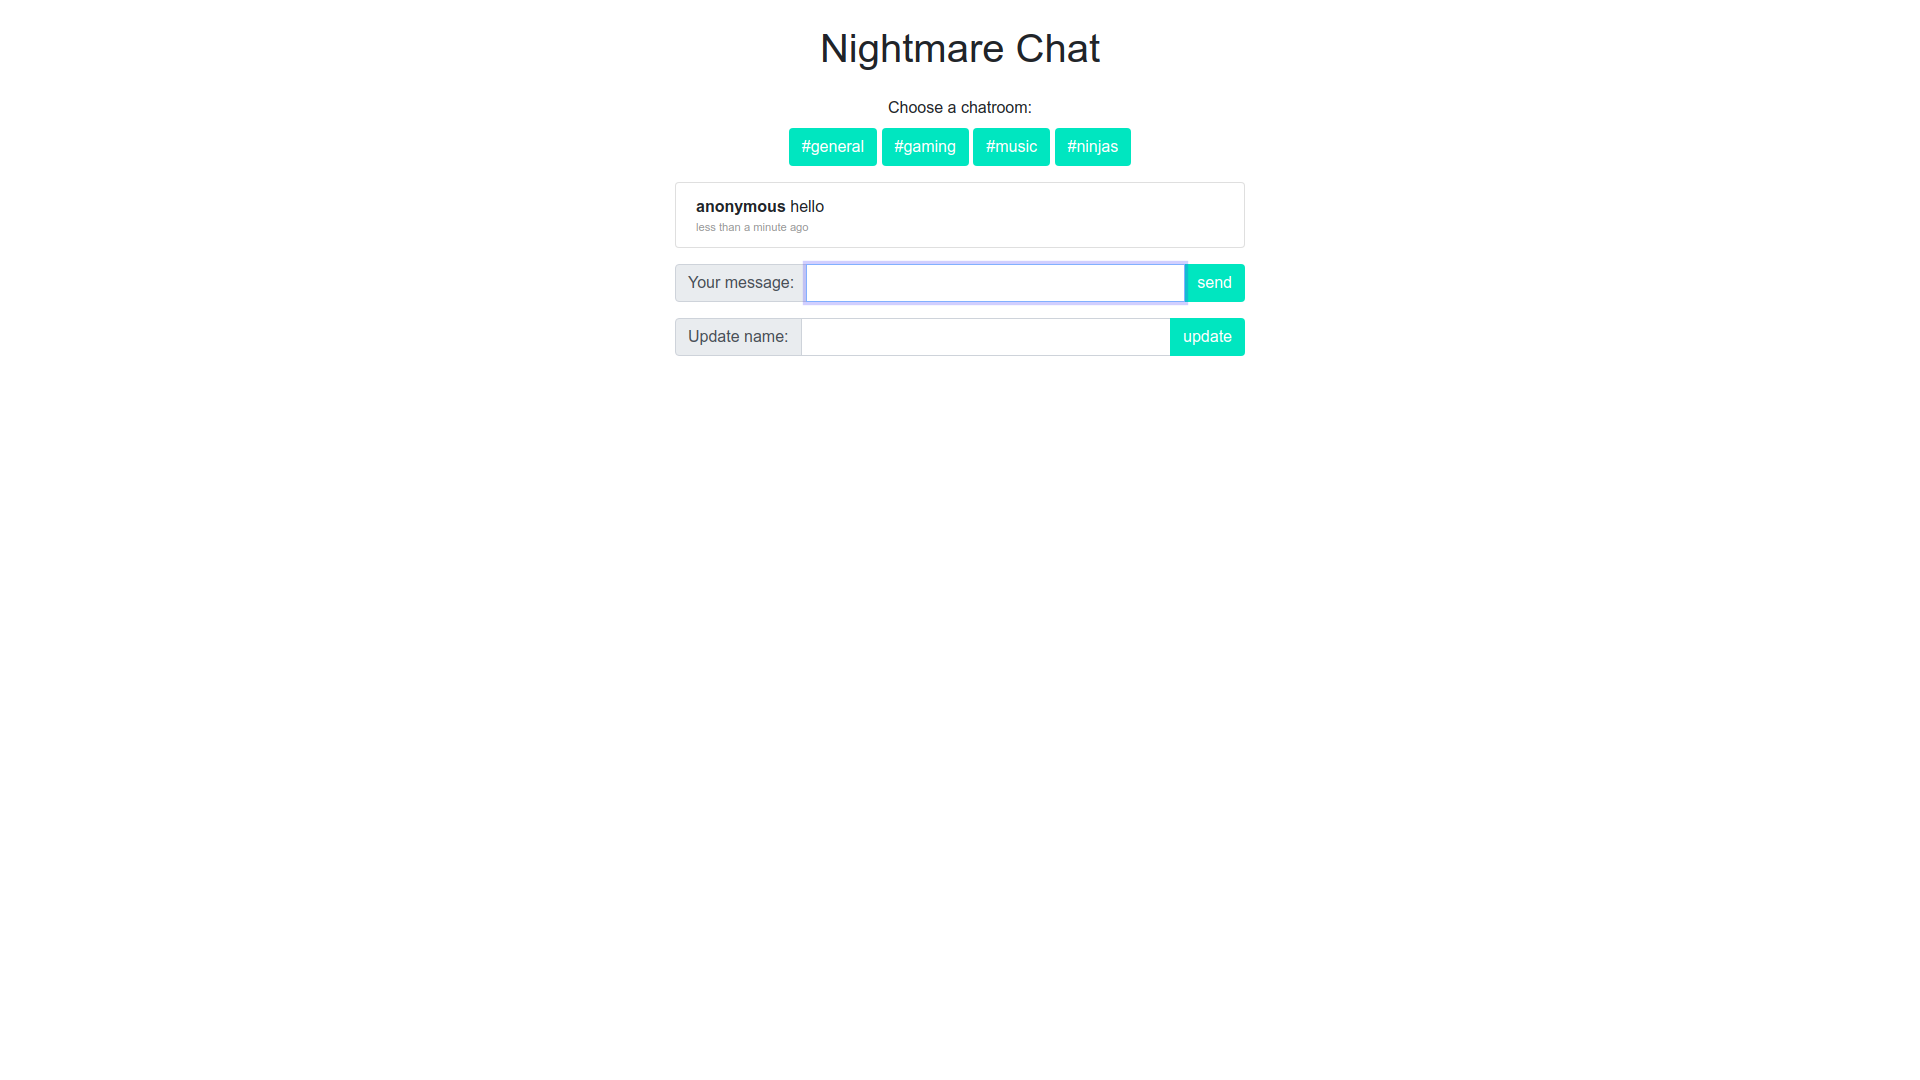 Nightmare Chat
Choose a chatroom:
#general #gaming #music #ninjas
anonymous hello
less than a minute ago
Your message: send
Update name: update